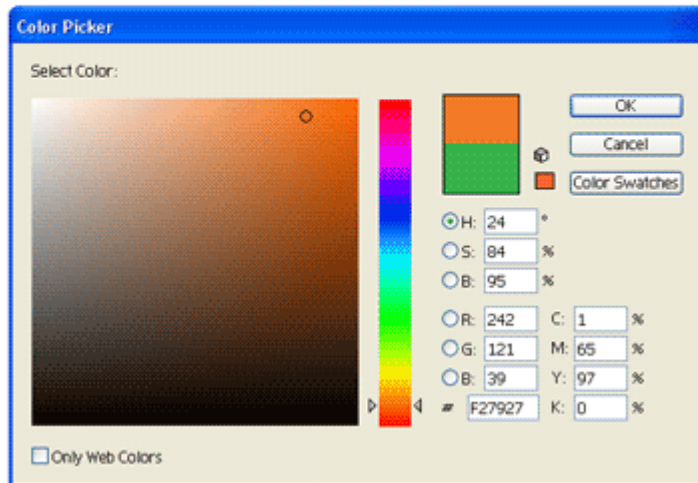 Color Picker
Select Color:
OK
Cancel
Color Swatches
H: 24 °
S: 84 %
B: 95 %
R: 242 C: 1 %
G: 121 M: 65 %
B: 39 Y: 97 %
# F27927 K: 0 %
Only Web Colors